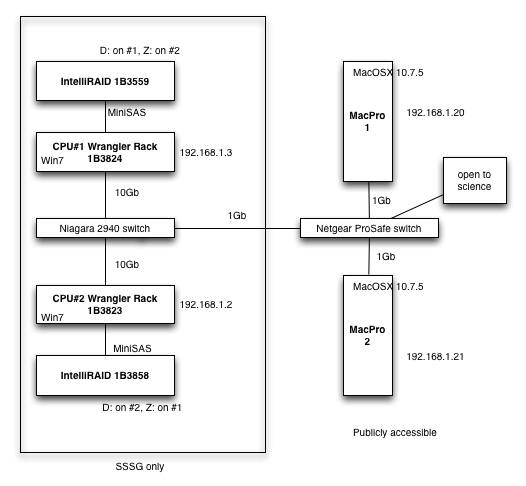 D: on #1, Z: on #2
IntelliRAID 1B3559
MiniSAS
CPU#1 Wrangler Rack
1B3824
Win7
192.168.1.3
10Gb
Niagara 2940 switch
1Gb
10Gb
CPU#2 Wrangler Rack
1B3823
Win7
192.168.1.2
MiniSAS
IntelliRAID 1B3858
D: on #2, Z: on #1
SSSG only
MacOSX 10.7.5
MacPro
1
192.168.1.20
1Gb
open to
science
Netgear ProSafe switch
1Gb
MacOSX 10.7.5
MacPro
2
192.168.1.21
Publicly accessible